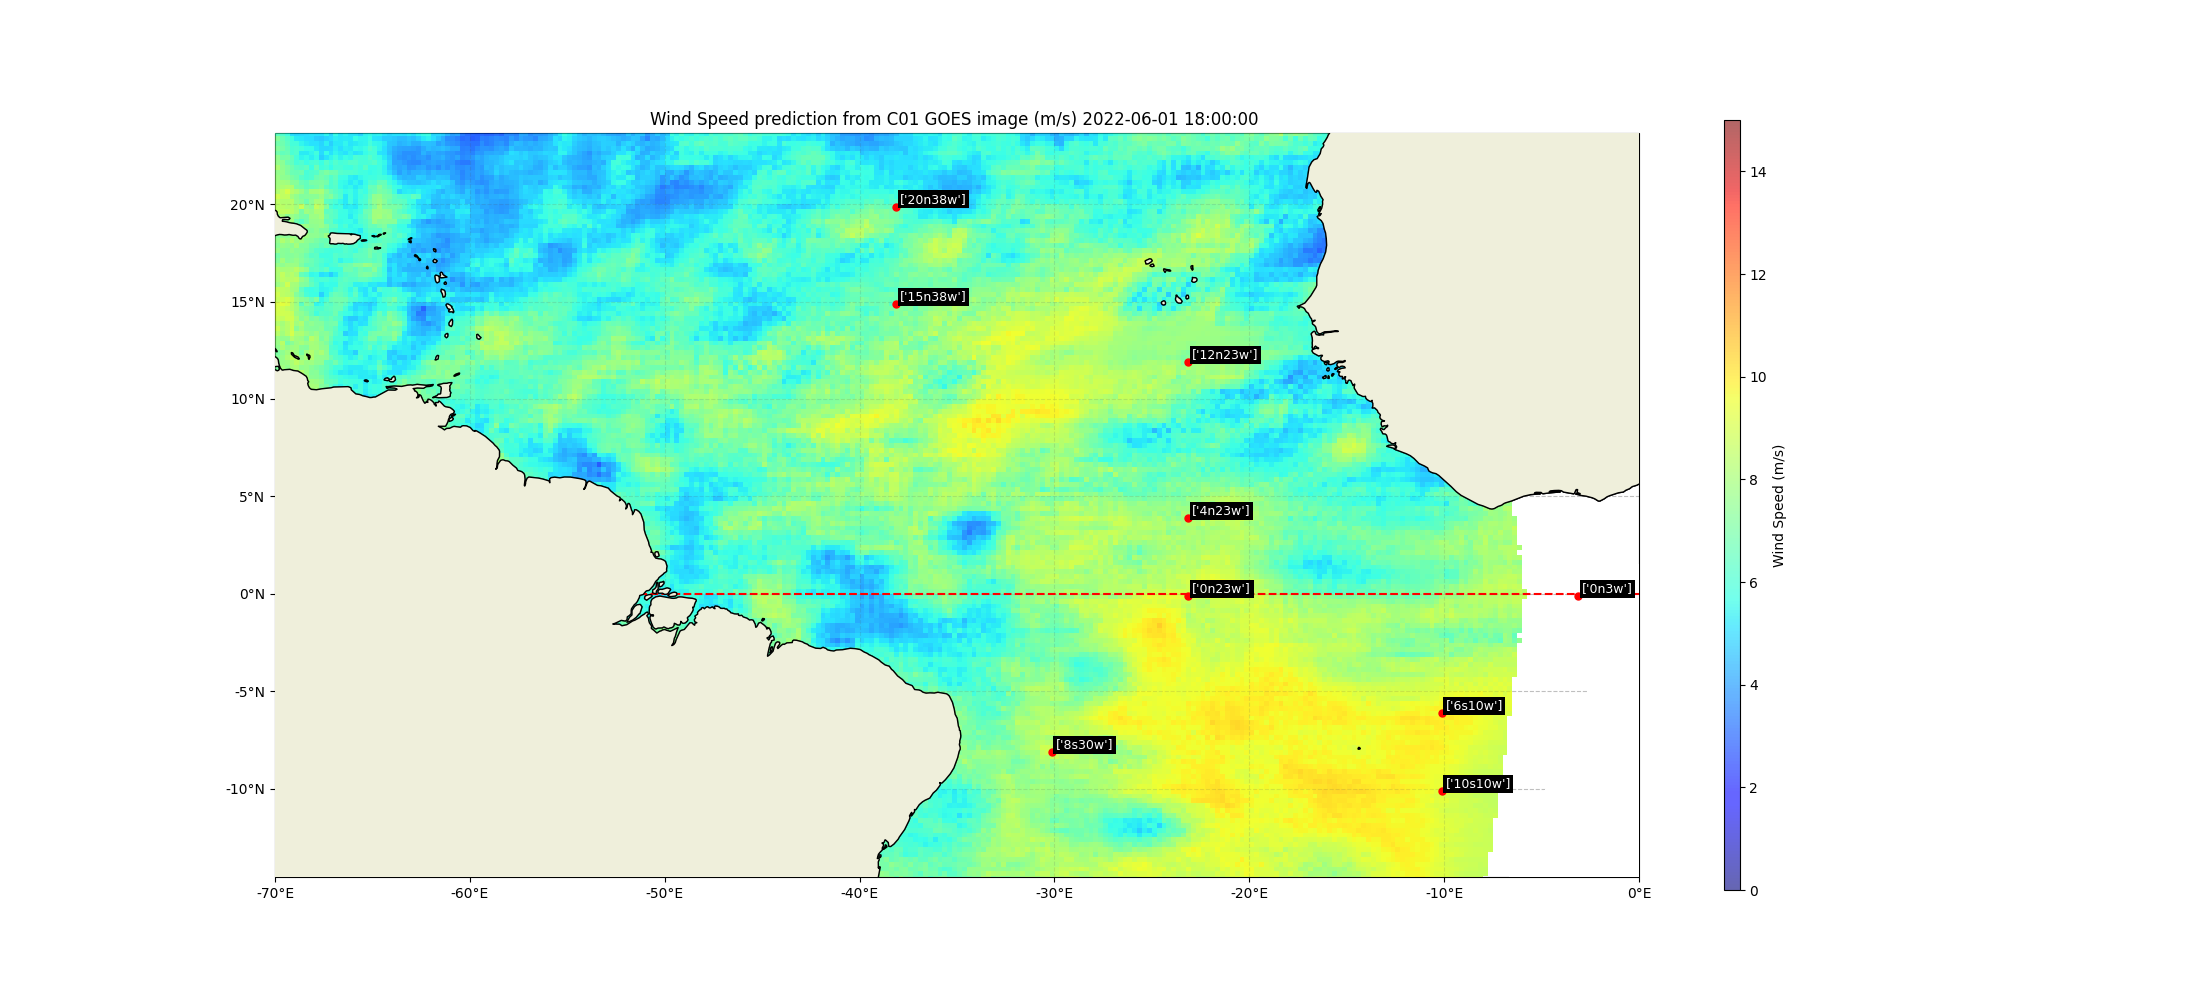 Wind Speed prediction from C01 GOES image (m/s) 2022-06-01 18:00:00
20°N
15°N
10°N
5°N
0°N
-5°N
-10°N
-70°E
-60°E
-50°E
-40°E
-30°E
-20°E
-10°E
0°E
['20n38w']
['15n38w']
['12n23w']
['4n23w']
['0n23w']
['0n3w']
['6s10w']
['8s30w']
['10s10w']
14
12
10
8
6
4
2
0
Wind Speed (m/s)